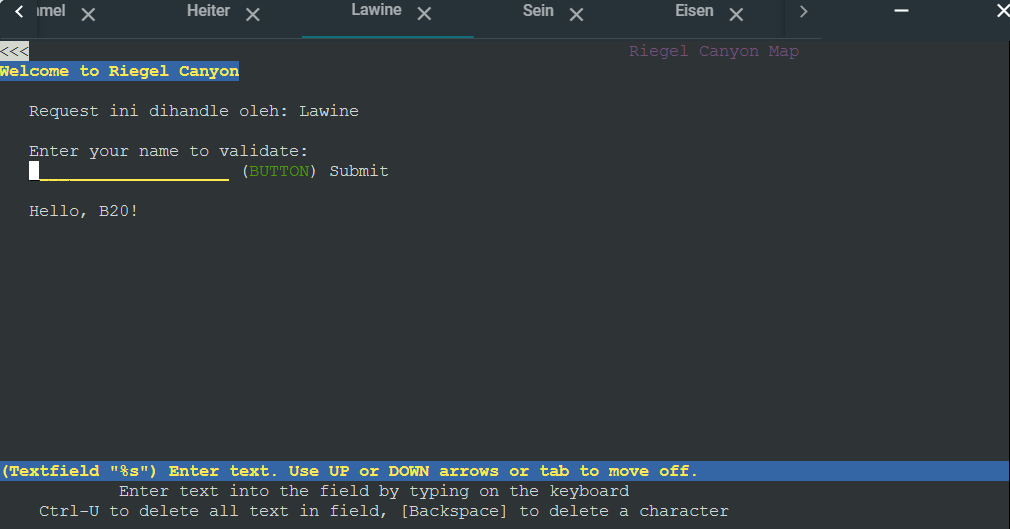 Heiter Lawine Sein Eisen
<<< Riegel Canyon Map
Welcome to Riegel Canyon
Request ini dihandle oleh: Lawine
Enter your name to validate:
(BUTTON) Submit
Hello, B20!
(Textfield "%s") Enter text. Use UP or DOWN arrows or tab to move off.
Enter text into the field by typing on the keyboard
Ctrl-U to delete all text in field, [Backspace] to delete a character